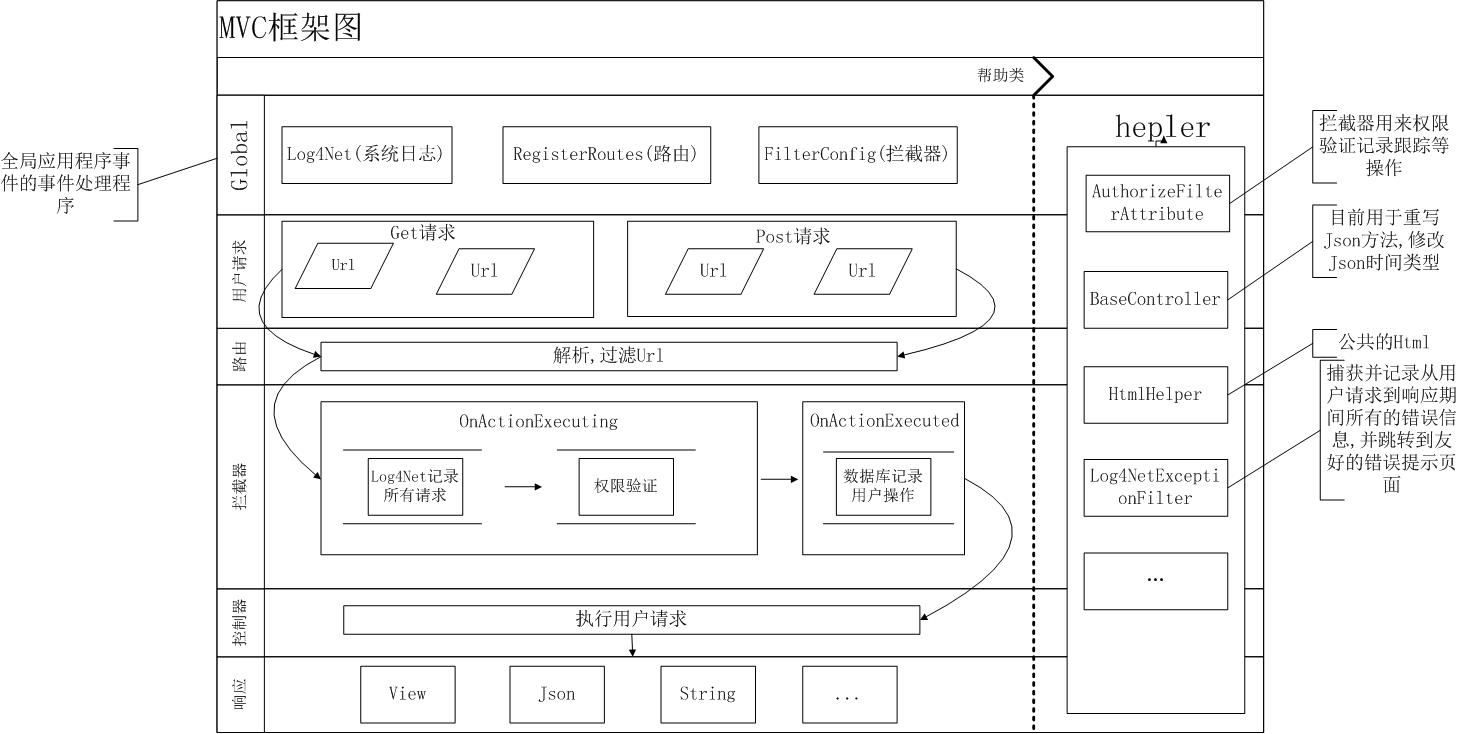 MVC框架图
帮助类
Global
Log4Net(系统日志)
RegisterRoutes(路由)
FilterConfig(拦截器)
全局应用程序事
件的事件处理程
序
用户请求
Get请求
Url
Url
Post请求
Url
Url
路由
解析,过滤Url
拦截器
OnActionExecuting
Log4Net记录
所有请求
权限验证
OnActionExecuted
数据库记录
用户操作
控制器
执行用户请求
响应
View
Json
String
...
hepler
AuthorizeFilte
rAttribute
BaseController
HtmlHelper
Log4NetExcepti
onFilter
...
拦截器用来权限
验证记录跟踪等
操作
目前用于重写
Json方法,修改
Json时间类型
公共的Html
捕获并记录从用
户请求到响应期
间所有的错误信
息,并跳转到友
好的错误提示页
面